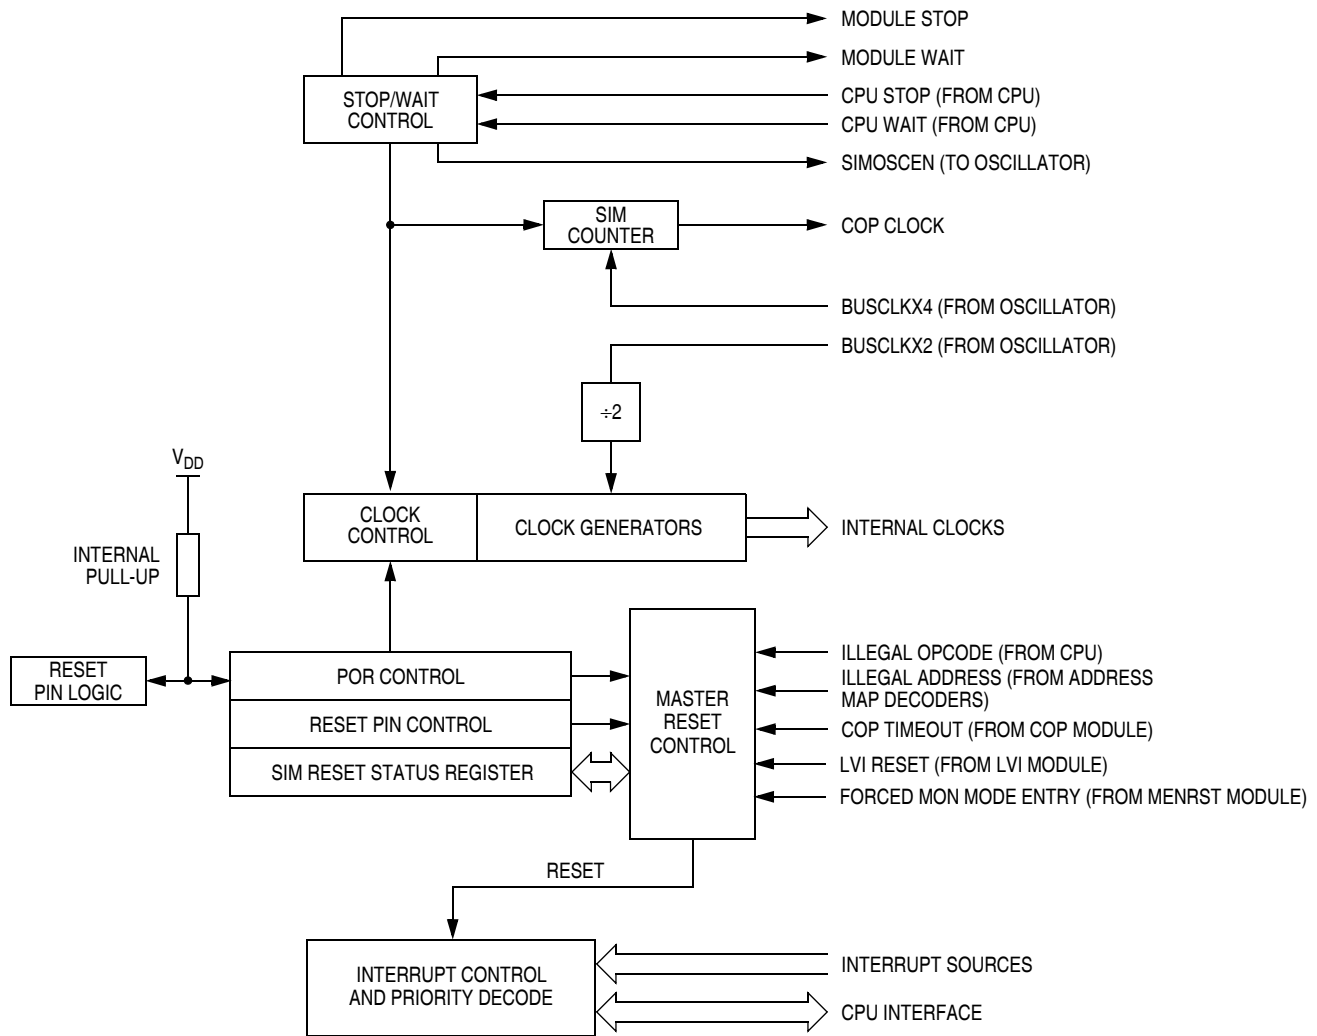 MODULE STOP
MODULE WAIT
STOP/WAIT
CONTROL
CPU STOP (FROM CPU)
CPU WAIT (FROM CPU)
SIMOSCEN (TO OSCILLATOR)
SIM
COUNTER
COP CLOCK
BUSCLKX4 (FROM OSCILLATOR)
BUSCLKX2 (FROM OSCILLATOR)
÷2
VDD
CLOCK
CONTROL
CLOCK GENERATORS
INTERNAL CLOCKS
INTERNAL
PULL-UP
RESET
PIN LOGIC
POR CONTROL
RESET PIN CONTROL
SIM RESET STATUS REGISTER
MASTER
RESET
CONTROL
ILLEGAL OPCODE (FROM CPU)
ILLEGAL ADDRESS (FROM ADDRESS
MAP DECODERS)
COP TIMEOUT (FROM COP MODULE)
LVI RESET (FROM LVI MODULE)
FORCED MON MODE ENTRY (FROM MENRST MODULE)
RESET
INTERRUPT CONTROL
AND PRIORITY DECODE
INTERRUPT SOURCES
CPU INTERFACE